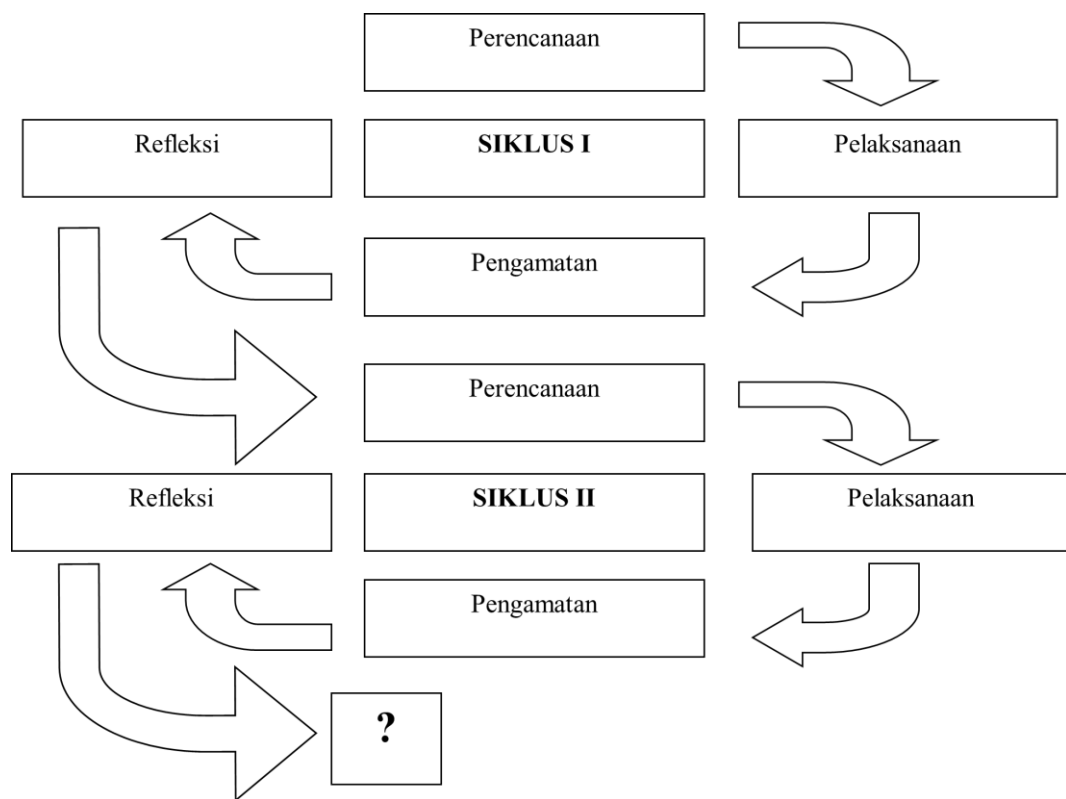 Perencanaan
Refleksi
SIKLUS I
Pelaksanaan
Pengamatan
Perencanaan
Refleksi
SIKLUS II
Pelaksanaan
Pengamatan
?